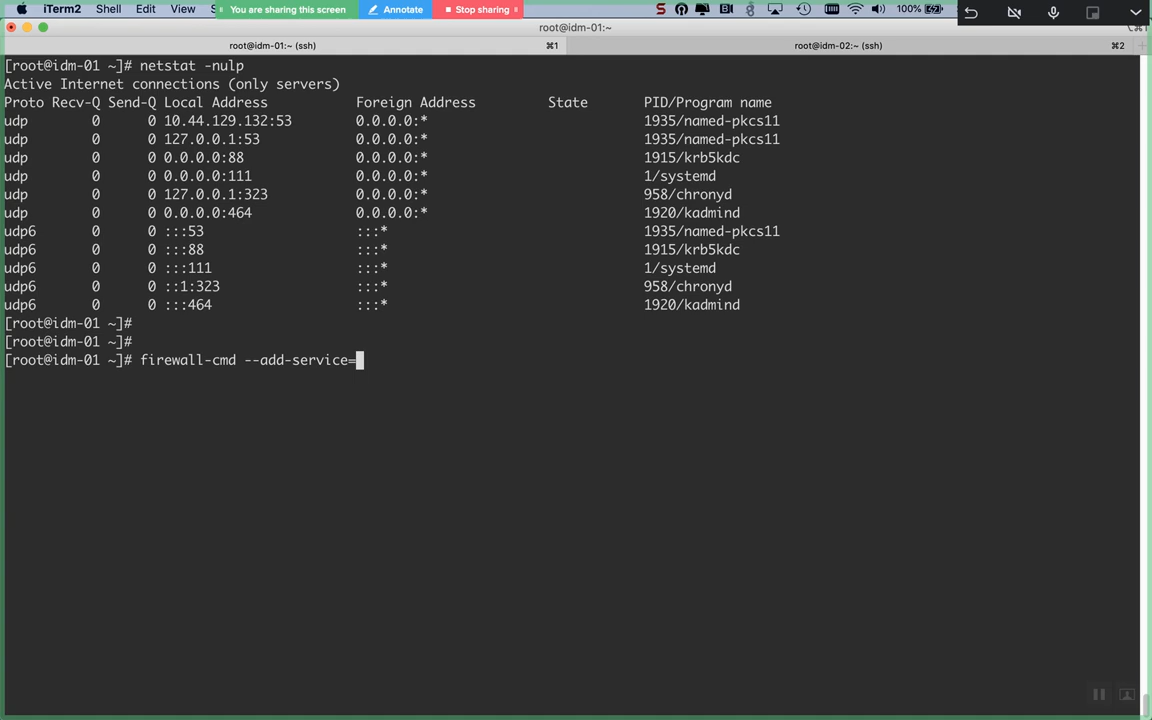 iTerm2 Shell Edit View S You are sharing this screen Annotate Stop sharing S 100%
root@idm-01:~
root@idm-01:~ (ssh) ⌘1 root@idm-02:~ (ssh) ⌘2
[root@idm-01 ~]# netstat -nulp
Active Internet connections (only servers)
Proto Recv-Q Send-Q Local Address Foreign Address State PID/Program name
udp 0 0 10.44.129.132:53 0.0.0.0:* 1935/named-pkcs11
udp 0 0 127.0.0.1:53 0.0.0.0:* 1935/named-pkcs11
udp 0 0 0.0.0.0:88 0.0.0.0:* 1915/krb5kdc
udp 0 0 0.0.0.0:111 0.0.0.0:* 1/systemd
udp 0 0 127.0.0.1:323 0.0.0.0:* 958/chronyd
udp 0 0 0.0.0.0:464 0.0.0.0:* 1920/kadmind
udp6 0 0 :::53 :::* 1935/named-pkcs11
udp6 0 0 :::88 :::* 1915/krb5kdc
udp6 0 0 :::111 :::* 1/systemd
udp6 0 0 ::1:323 :::* 958/chronyd
udp6 0 0 :::464 :::* 1920/kadmind
[root@idm-01 ~]#
[root@idm-01 ~]#
[root@idm-01 ~]# firewall-cmd --add-service=